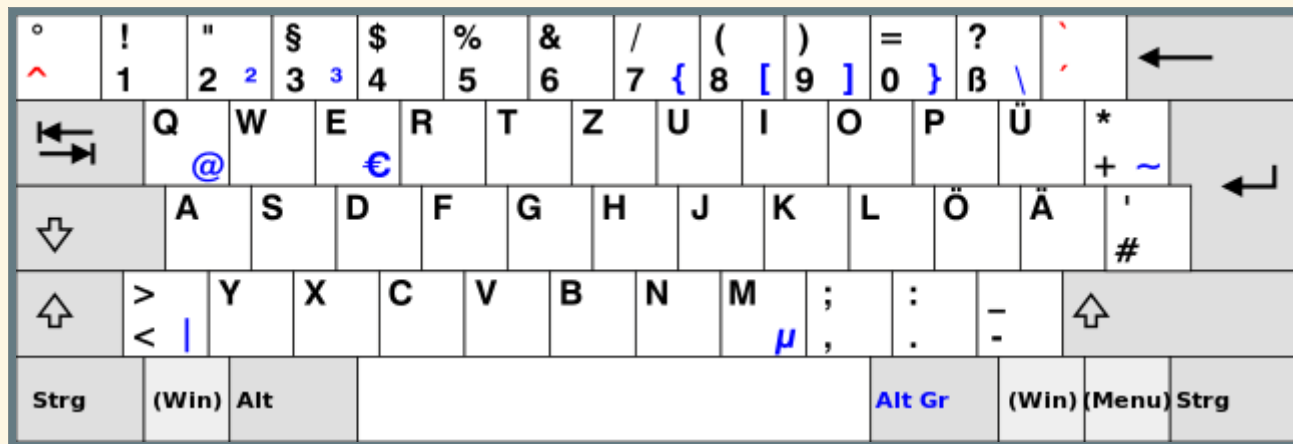 ° ! " § $ % & / ( ) = ? `
^ 1 2 ² 3 ³ 4 5 6 7 { 8 [ 9 ] 0 } ß \ ´
Q W E R T Z U I O P Ü *
@ € + ~
A S D F G H J K L Ö Ä '
#
> Y X C V B N M ; : _
< | µ , . -
Strg (Win) Alt Alt Gr (Win) (Menu) Strg